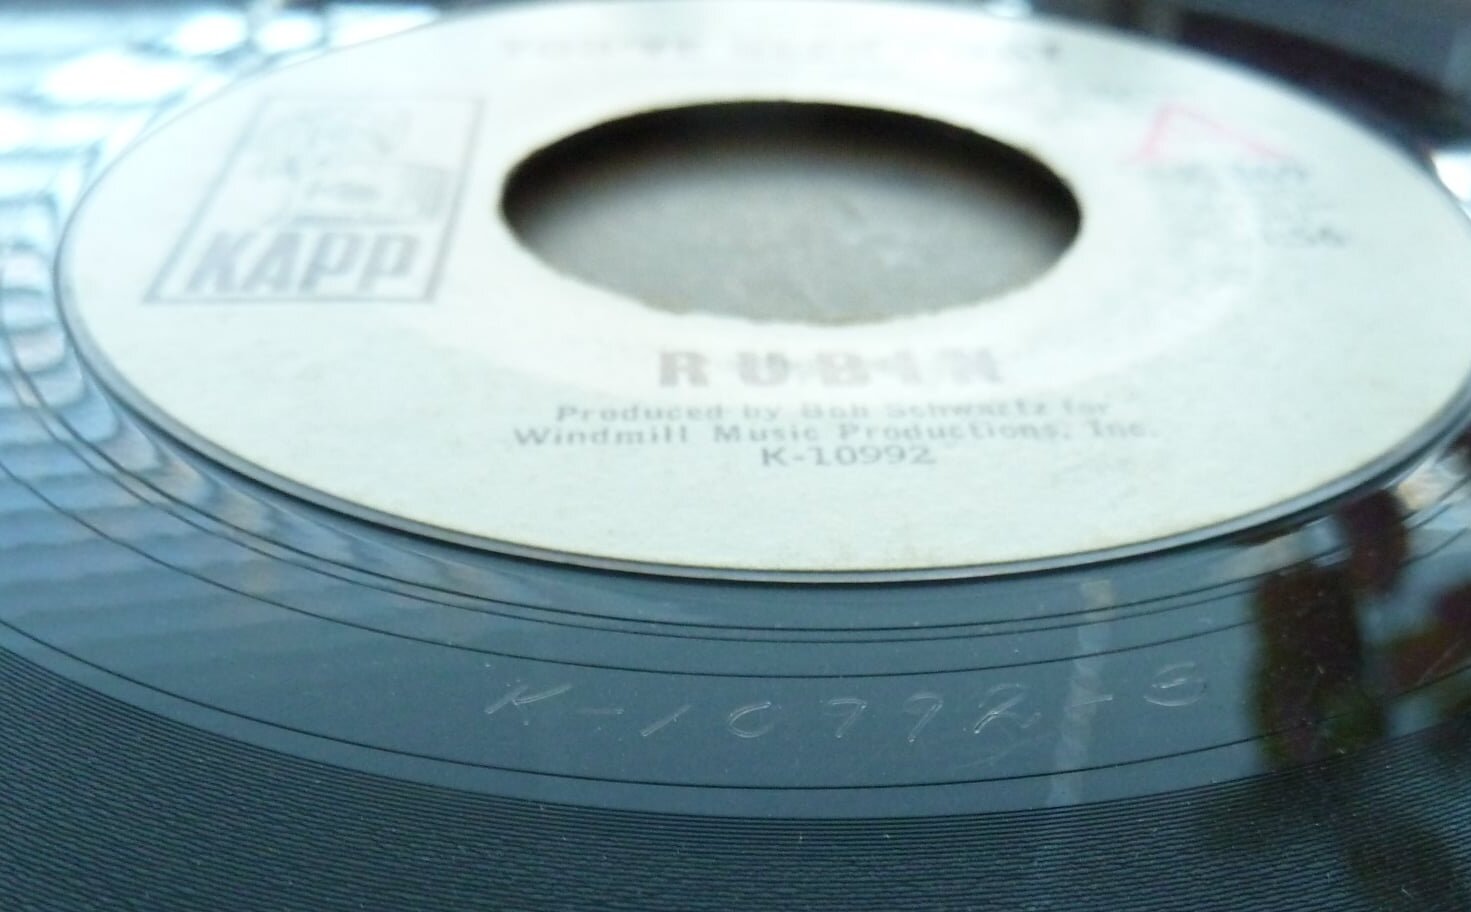 KAPP
RUBIN
Produced by Bob Schwartz for
Windmill Music Productions, Inc.
K-10992
K-10992-3